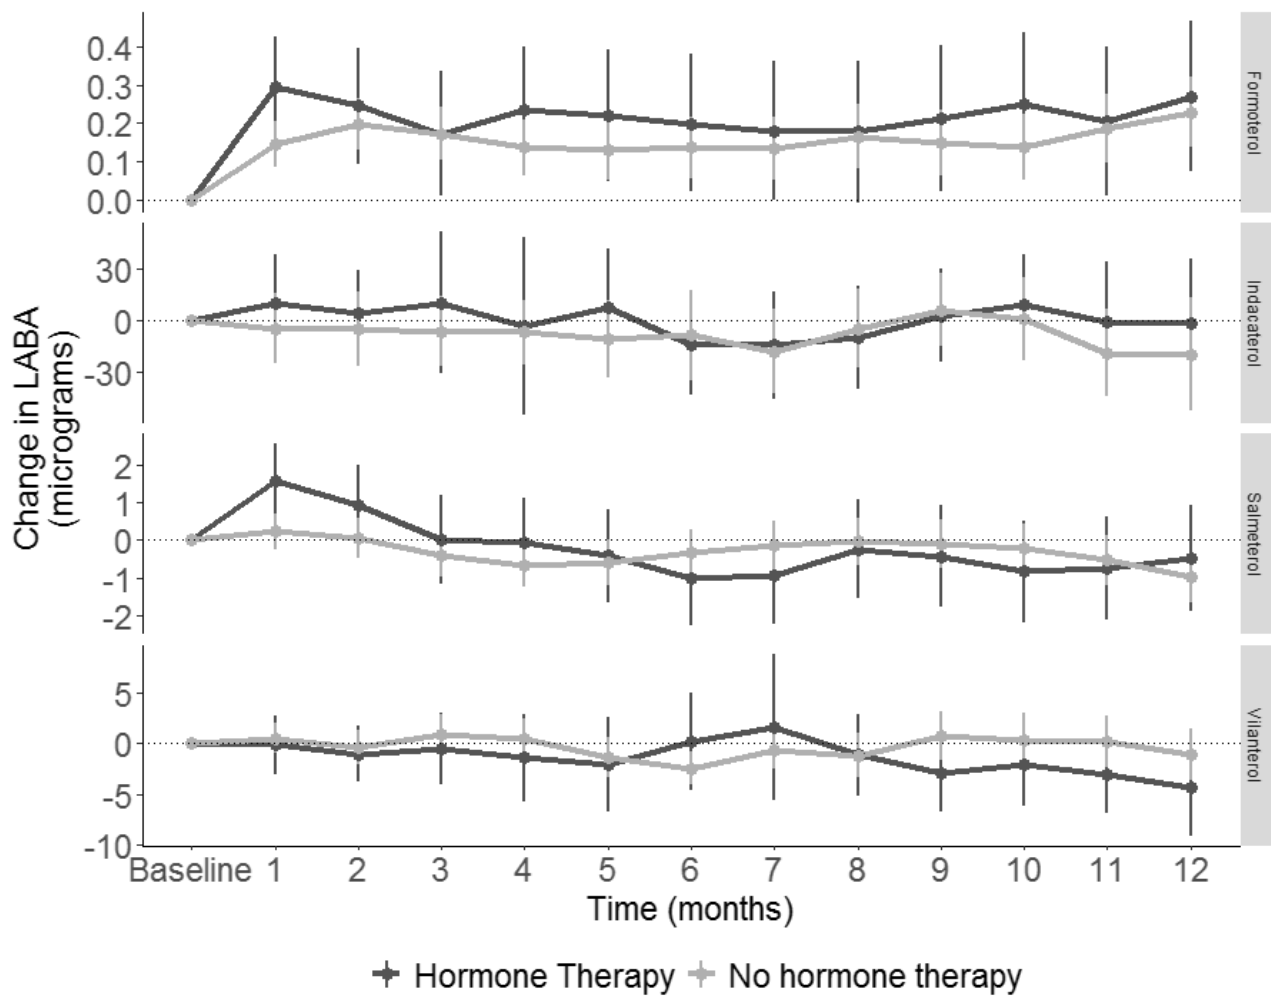 0.4
0.3
0.2
0.1
0.0
Formoterol
30
0
-30
Indacaterol
Change in LABA
(micrograms)
2
1
0
-1
-2
Salmeterol
5
0
-5
-10
Vilanterol
Baseline 1 2 3 4 5 6 7 8 9 10 11 12
Time (months)
Hormone Therapy No hormone therapy